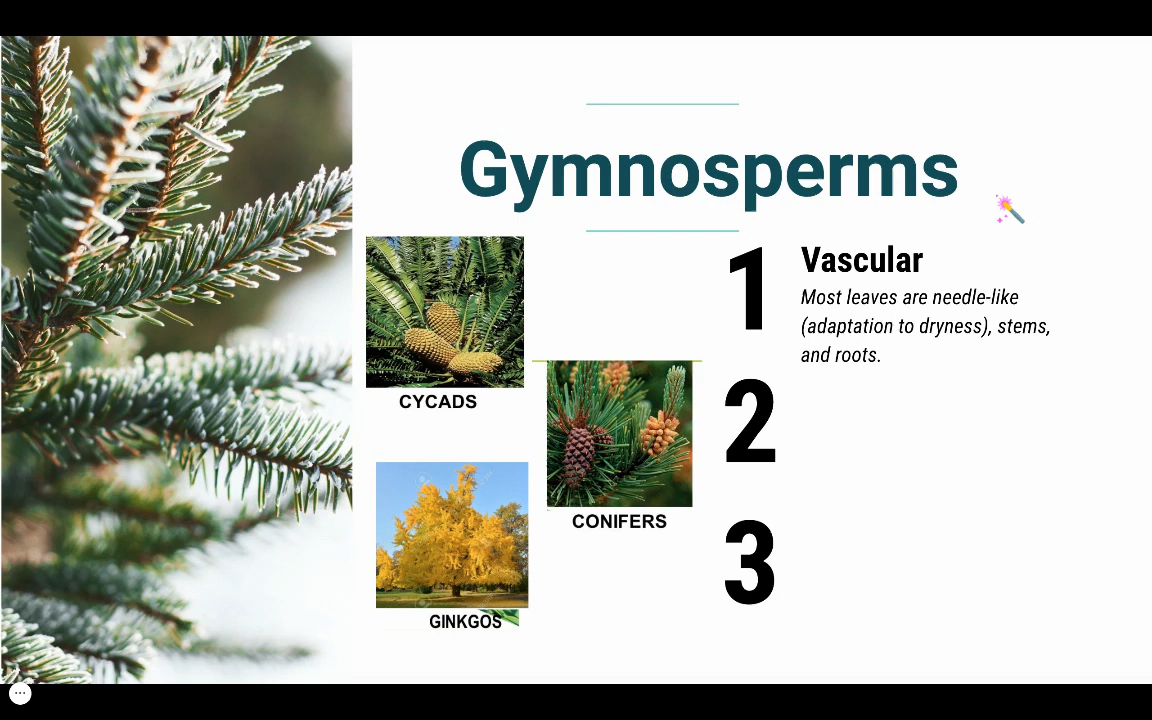 Gymnosperms
1
Vascular
Most leaves are needle-like
(adaptation to dryness), stems,
and roots.
CYCADS
2
CONIFERS
3
GINKGOS